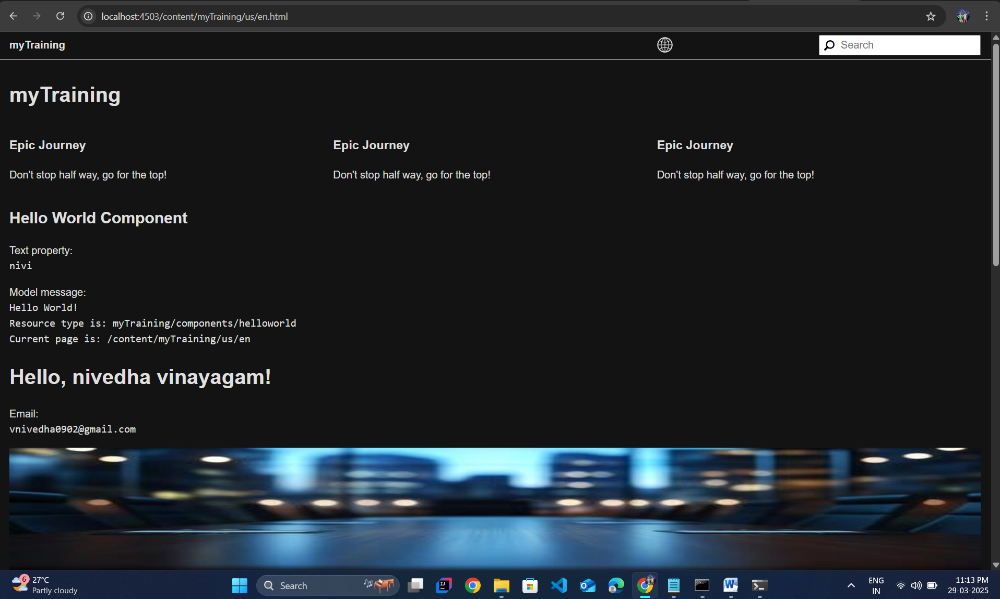 localhost:4503/content/myTraining/us/en.html
myTraining
Search
myTraining
Epic Journey
Epic Journey
Epic Journey
Don't stop half way, go for the top!
Don't stop half way, go for the top!
Don't stop half way, go for the top!
Hello World Component
Text property:
nivi
Model message:
Hello World!
Resource type is: myTraining/components/helloworld
Current page is: /content/myTraining/us/en
Hello, nivedha vinayagam!
Email:
vnivedha0902@gmail.com
6
27°C
Partly cloudy
Search
IJ
W
ENG
IN
11:13 PM
29-03-2025